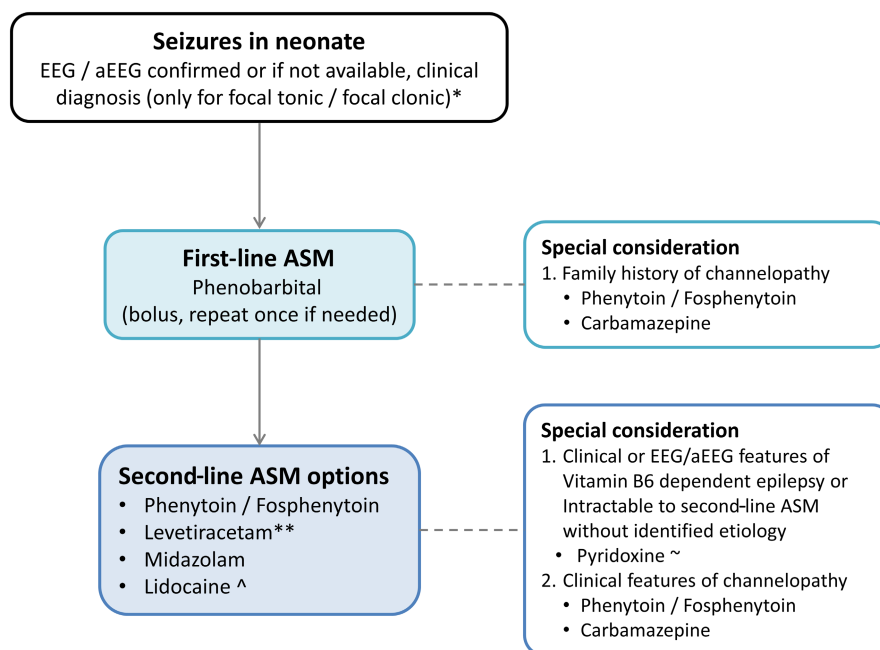 Seizures in neonate
EEG / aEEG confirmed or if not available, clinical
diagnosis (only for focal tonic / focal clonic)*
First-line ASM
Phenobarbital
(bolus, repeat once if needed)
Special consideration
1. Family history of channelopathy
• Phenytoin / Fosphenytoin
• Carbamazepine
Second-line ASM options
• Phenytoin / Fosphenytoin
• Levetiracetam**
• Midazolam
• Lidocaine ^
Special consideration
1. Clinical or EEG/aEEG features of
Vitamin B6 dependent epilepsy or
Intractable to second-line ASM
without identified etiology
• Pyridoxine ~
2. Clinical features of channelopathy
• Phenytoin / Fosphenytoin
• Carbamazepine